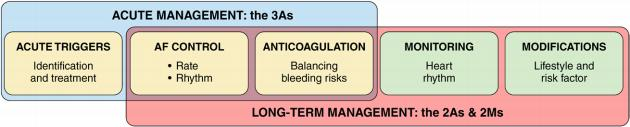 ACUTE MANAGEMENT: the 3As
ACUTE TRIGGERS
Identification
and treatment
AF CONTROL
• Rate
• Rhythm
ANTICOAGULATION
Balancing
bleeding risks
MONITORING
Heart
rhythm
MODIFICATIONS
Lifestyle and
risk factor
LONG-TERM MANAGEMENT: the 2As & 2Ms